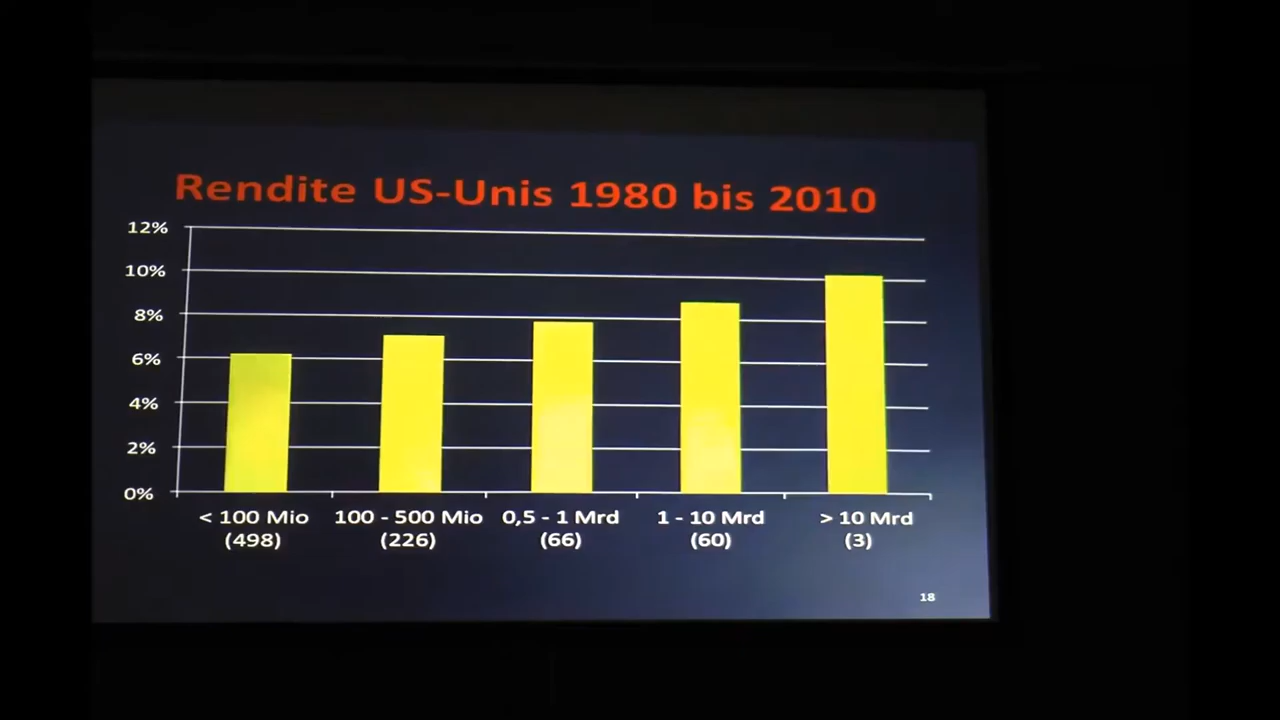 Rendite US-Unis 1980 bis 2010
12%
10%
8%
6%
4%
2%
0%
< 100 Mio 100 - 500 Mio 0,5 - 1 Mrd 1 - 10 Mrd > 10 Mrd
(498) (226) (66) (60) (3)
18